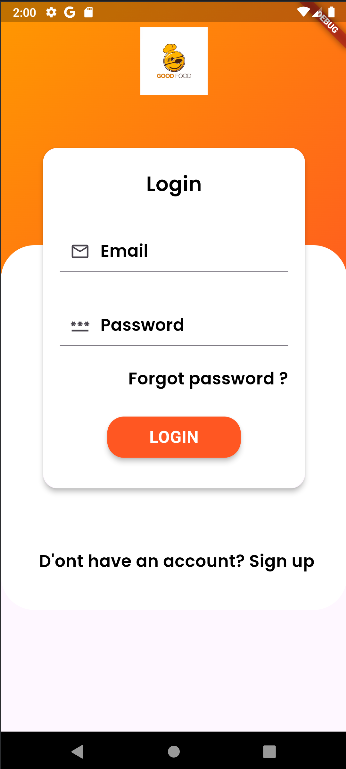 2:00
DEBUG
GOOD FOOD
Login
Email
Password
Forgot password ?
LOGIN
D'ont have an account? Sign up